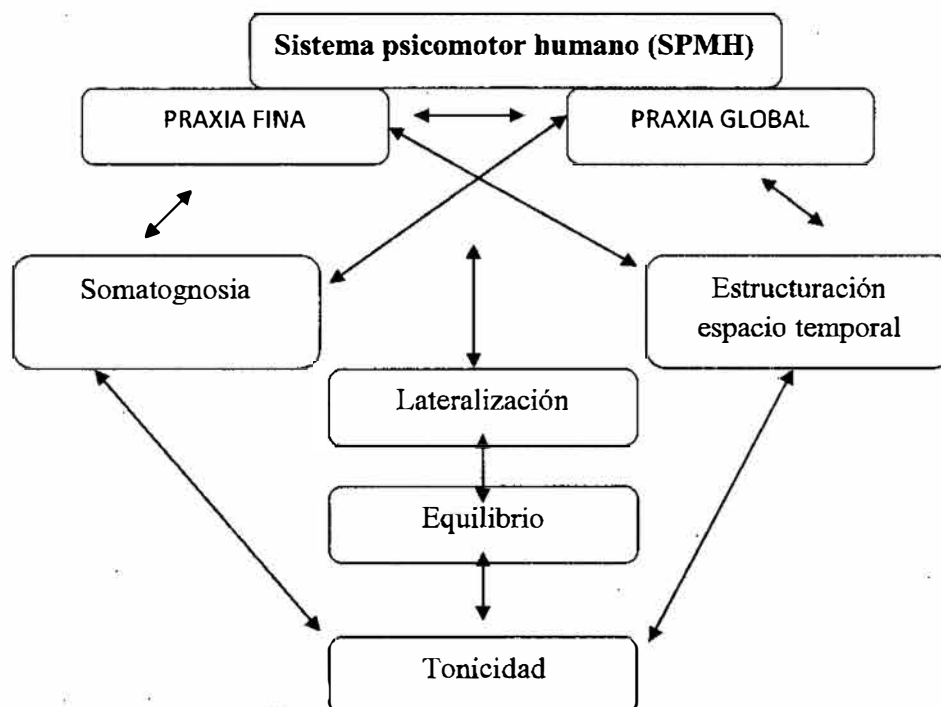 Sistema psicomotor humano (SPMH)
PRAXIA FINA
PRAXIA GLOBAL
Somatognosia
Estructuración
espacio temporal
Lateralización
Equilibrio
Tonicidad